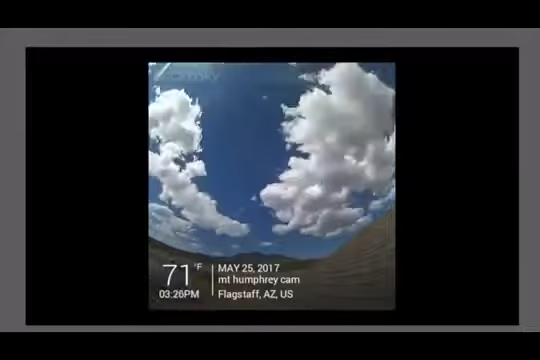 71°F
03:26PM
MAY 25, 2017
mt humphrey cam
Flagstaff, AZ, US